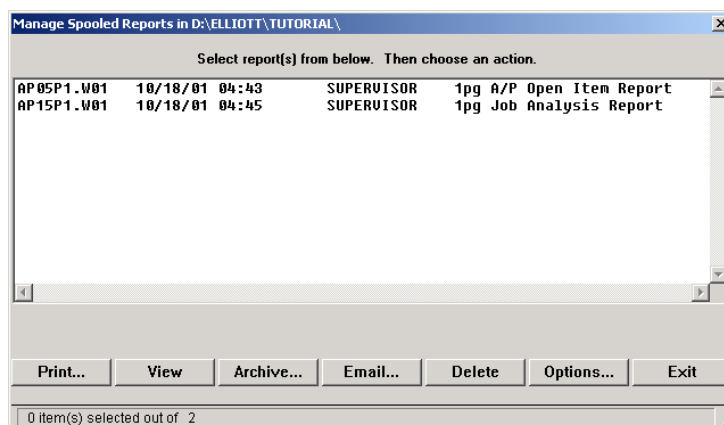 Manage Spooled Reports in D:\ELLIOTT\TUTORIAL\
Select report(s) from below. Then choose an action.
AP05P1.W01 10/18/01 04:43 SUPERVISOR 1pg A/P Open Item Report
AP15P1.W01 10/18/01 04:45 SUPERVISOR 1pg Job Analysis Report
Print... View Archive... Email... Delete Options... Exit
0 item(s) selected out of 2